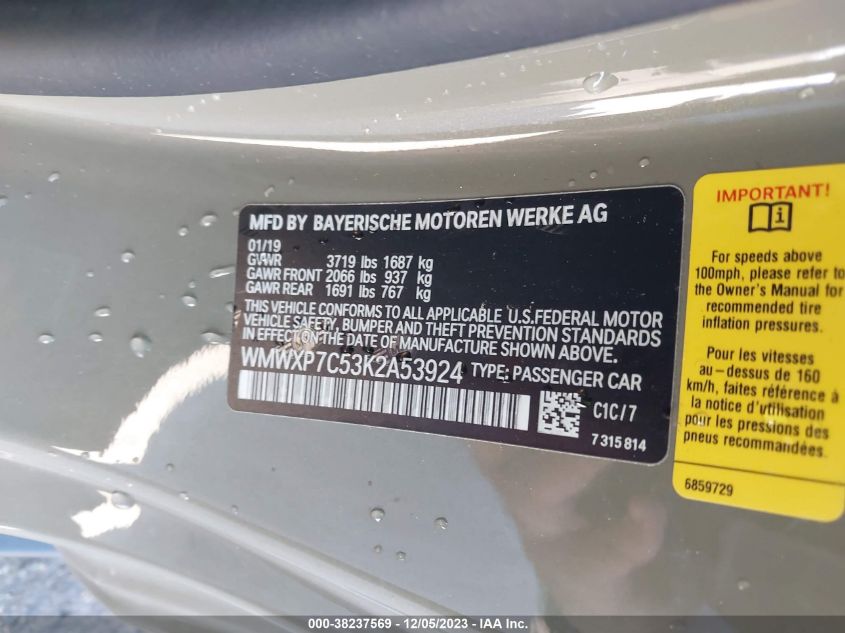 MFD BY BAYERISCHE MOTOREN WERKE AG
01/19
GVWR 3719 lbs 1687 kg
GAWR FRONT 2066 lbs 937 kg
GAWR REAR 1691 lbs 767 kg
THIS VEHICLE CONFORMS TO ALL APPLICABLE U.S.FEDERAL MOTOR
VEHICLE SAFETY, BUMPER AND THEFT PREVENTION STANDARDS
IN EFFECT ON THE DATE OF MANUFACTURE SHOWN ABOVE.
WMWXP7C53K2A53924 TYPE: PASSENGER CAR
C1C/7
7 315 814
IMPORTANT!
For speeds above
100mph, please refer to
the Owner's Manual for
recommended tire
inflation pressures.
Pour les vitesses
au-dessus de 160
km/h, faites référence à
la notice d'utilisation
pour les pressions des
pneus recommandées.
6859729
000-38237569 - 12/05/2023 - IAA Inc.